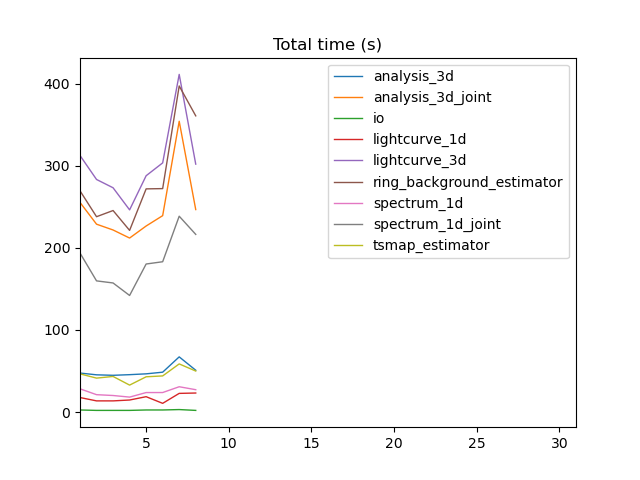 Total time (s)
400
300
200
100
0
5 10 15 20 25 30
analysis_3d
analysis_3d_joint
io
lightcurve_1d
lightcurve_3d
ring_background_estimator
spectrum_1d
spectrum_1d_joint
tsmap_estimator